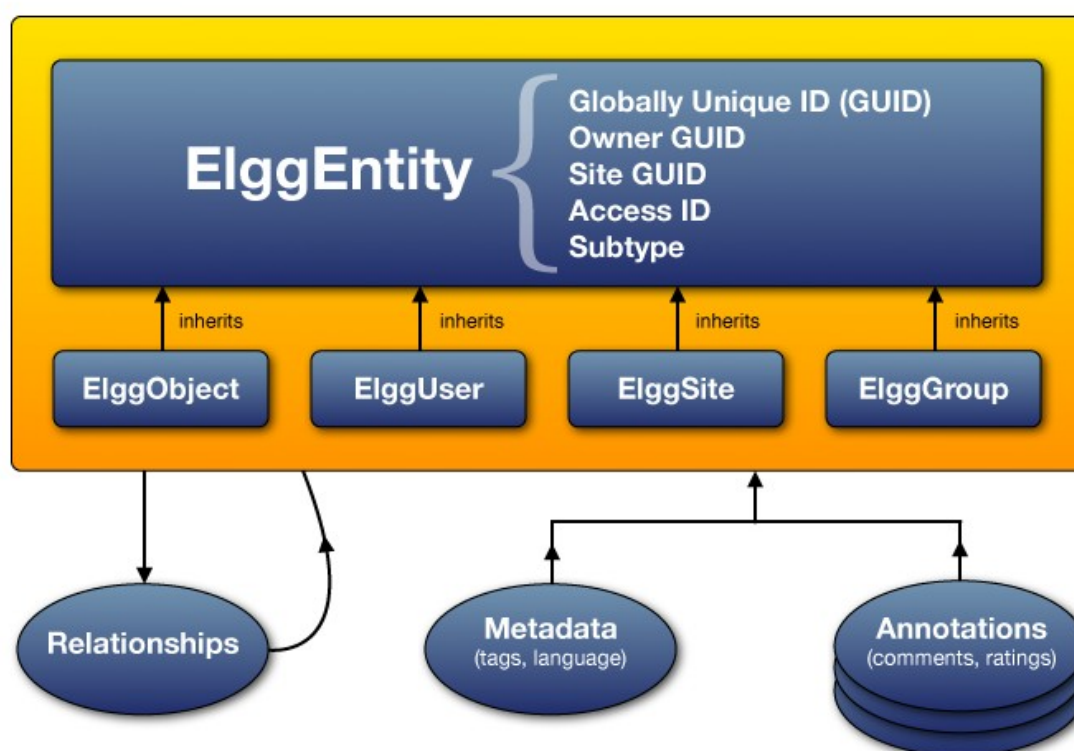 ElggEntity
Globally Unique ID (GUID)
Owner GUID
Site GUID
Access ID
Subtype
inherits
inherits
inherits
inherits
ElggObject
ElggUser
ElggSite
ElggGroup
Relationships
Metadata
(tags, language)
Annotations
(comments, ratings)